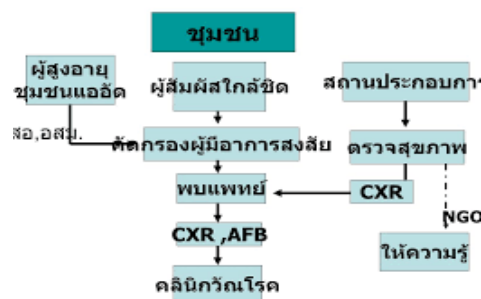 ชุมชน
ผู้สูงอายุ
ชุมชนแออัด
ผู้สัมผัสใกล้ชิด
สถานประกอบการ
สอ,อสม.
คัดกรองผู้มีอาการสงสัย
ตรวจสุขภาพ
พบแพทย์
CXR
CXR ,AFB
NGO
ให้ความรู้
คลินิกวัณโรค